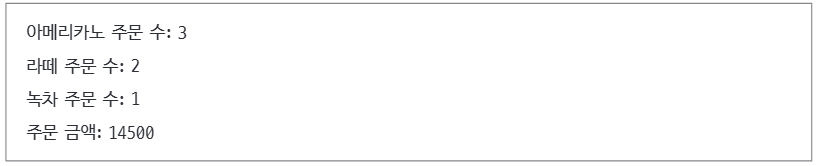 아메리카노 주문 수: 3
라떼 주문 수: 2
녹차 주문 수: 1
주문 금액: 14500